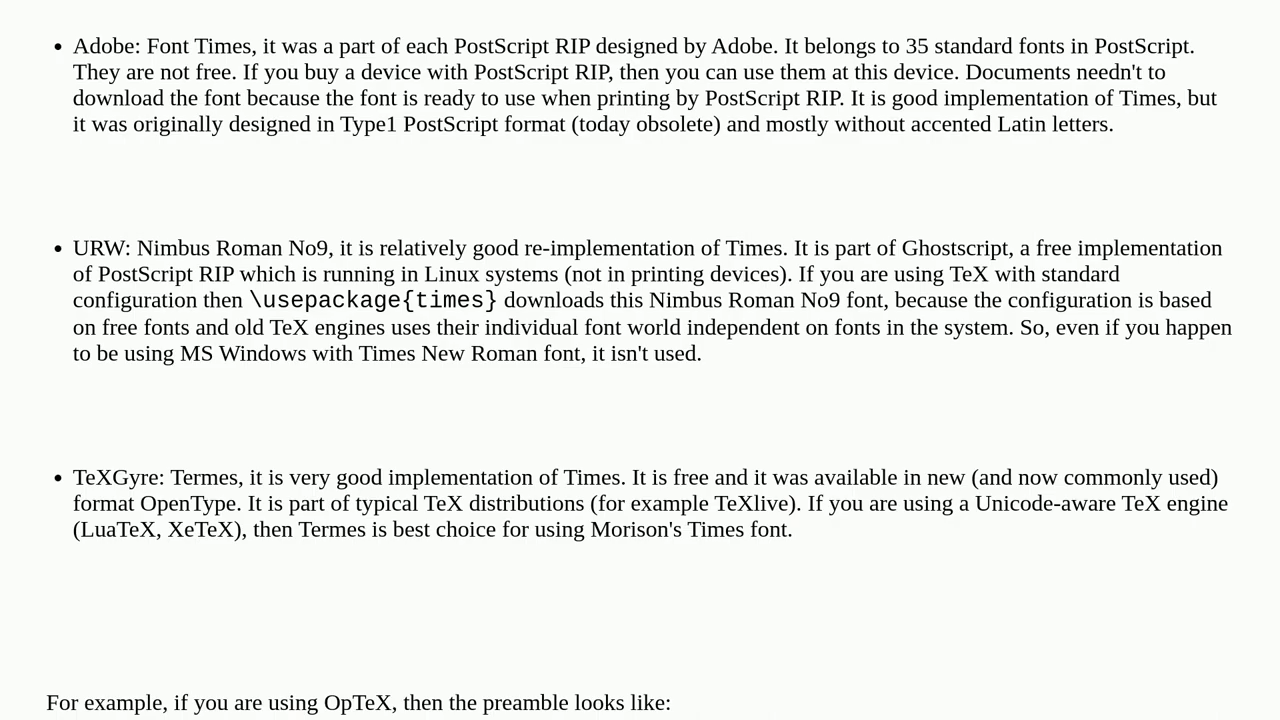 • Adobe: Font Times, it was a part of each PostScript RIP designed by Adobe. It belongs to 35 standard fonts in PostScript.
They are not free. If you buy a device with PostScript RIP, then you can use them at this device. Documents needn't to
download the font because the font is ready to use when printing by PostScript RIP. It is good implementation of Times, but
it was originally designed in Type1 PostScript format (today obsolete) and mostly without accented Latin letters.
• URW: Nimbus Roman No9, it is relatively good re-implementation of Times. It is part of Ghostscript, a free implementation
of PostScript RIP which is running in Linux systems (not in printing devices). If you are using TeX with standard
configuration then \usepackage{times} downloads this Nimbus Roman No9 font, because the configuration is based
on free fonts and old TeX engines uses their individual font world independent on fonts in the system. So, even if you happen
to be using MS Windows with Times New Roman font, it isn't used.
• TeXGyre: Termes, it is very good implementation of Times. It is free and it was available in new (and now commonly used)
format OpenType. It is part of typical TeX distributions (for example TeXlive). If you are using a Unicode-aware TeX engine
(LuaTeX, XeTeX), then Termes is best choice for using Morison's Times font.
For example, if you are using OpTeX, then the preamble looks like: